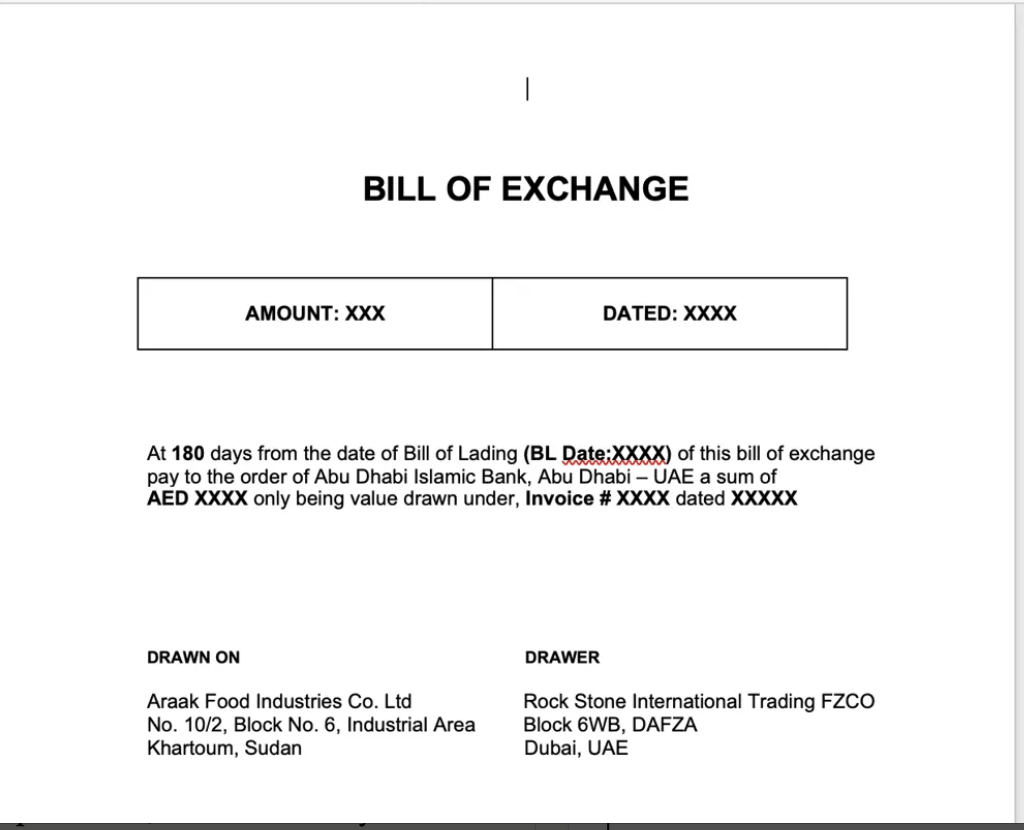 BILL OF EXCHANGE
AMOUNT: XXX
DATED: XXXX
At 180 days from the date of Bill of Lading (BL Date:XXXX) of this bill of exchange
pay to the order of Abu Dhabi Islamic Bank, Abu Dhabi – UAE a sum of
AED XXXX only being value drawn under, Invoice # XXXX dated XXXXX
DRAWN ON
Araak Food Industries Co. Ltd
No. 10/2, Block No. 6, Industrial Area
Khartoum, Sudan
DRAWER
Rock Stone International Trading FZCO
Block 6WB, DAFZA
Dubai, UAE